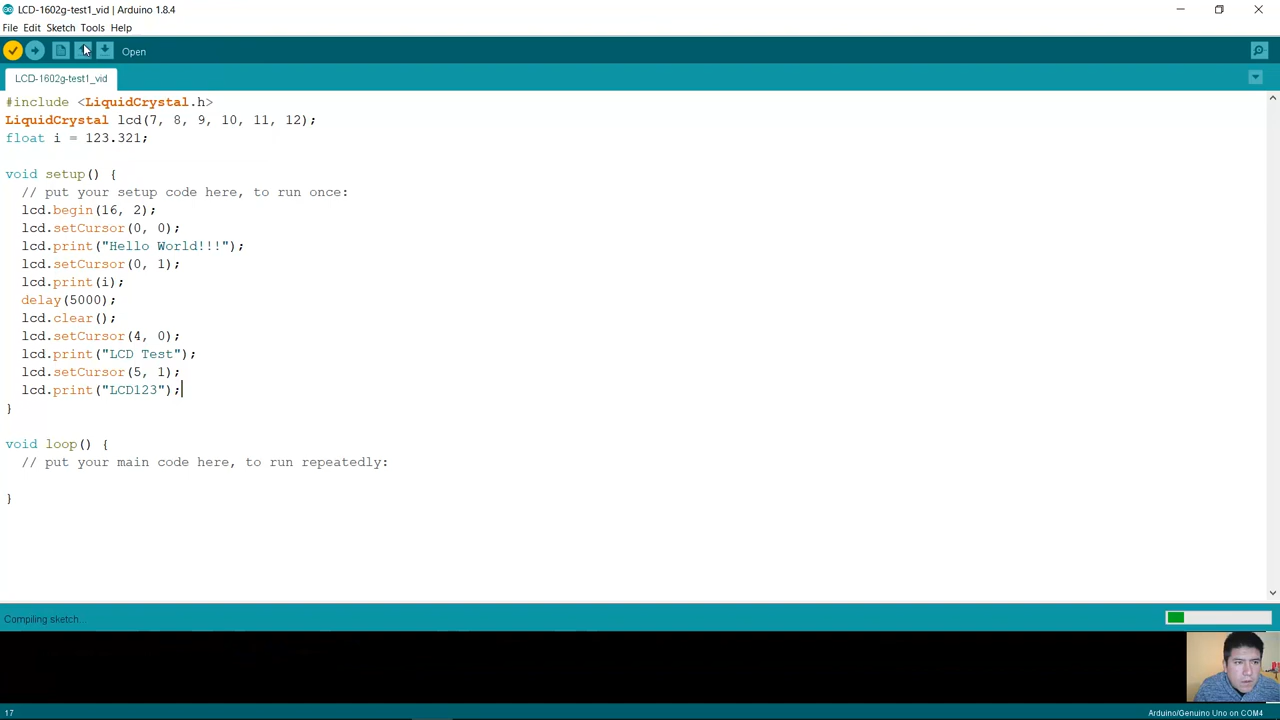 LCD-1602g-test1_vid | Arduino 1.8.4
File Edit Sketch Tools Help
Open
LCD-1602g-test1_vid
#include <LiquidCrystal.h>
LiquidCrystal lcd(7, 8, 9, 10, 11, 12);
float i = 123.321;
void setup() {
// put your setup code here, to run once:
lcd.begin(16, 2);
lcd.setCursor(0, 0);
lcd.print("Hello World!!!");
lcd.setCursor(0, 1);
lcd.print(i);
delay(5000);
lcd.clear();
lcd.setCursor(4, 0);
lcd.print("LCD Test");
lcd.setCursor(5, 1);
lcd.print("LCD123");
}
void loop() {
// put your main code here, to run repeatedly:
}
Compiling sketch...
17
Arduino/Genuino Uno on COM4